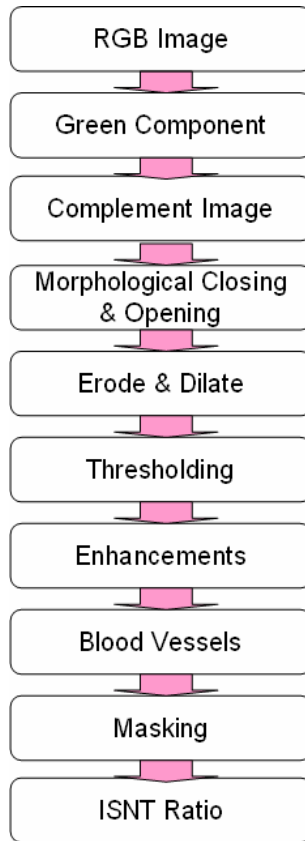 RGB Image
Green Component
Complement Image
Morphological Closing
& Opening
Erode & Dilate
Thresholding
Enhancements
Blood Vessels
Masking
ISNT Ratio